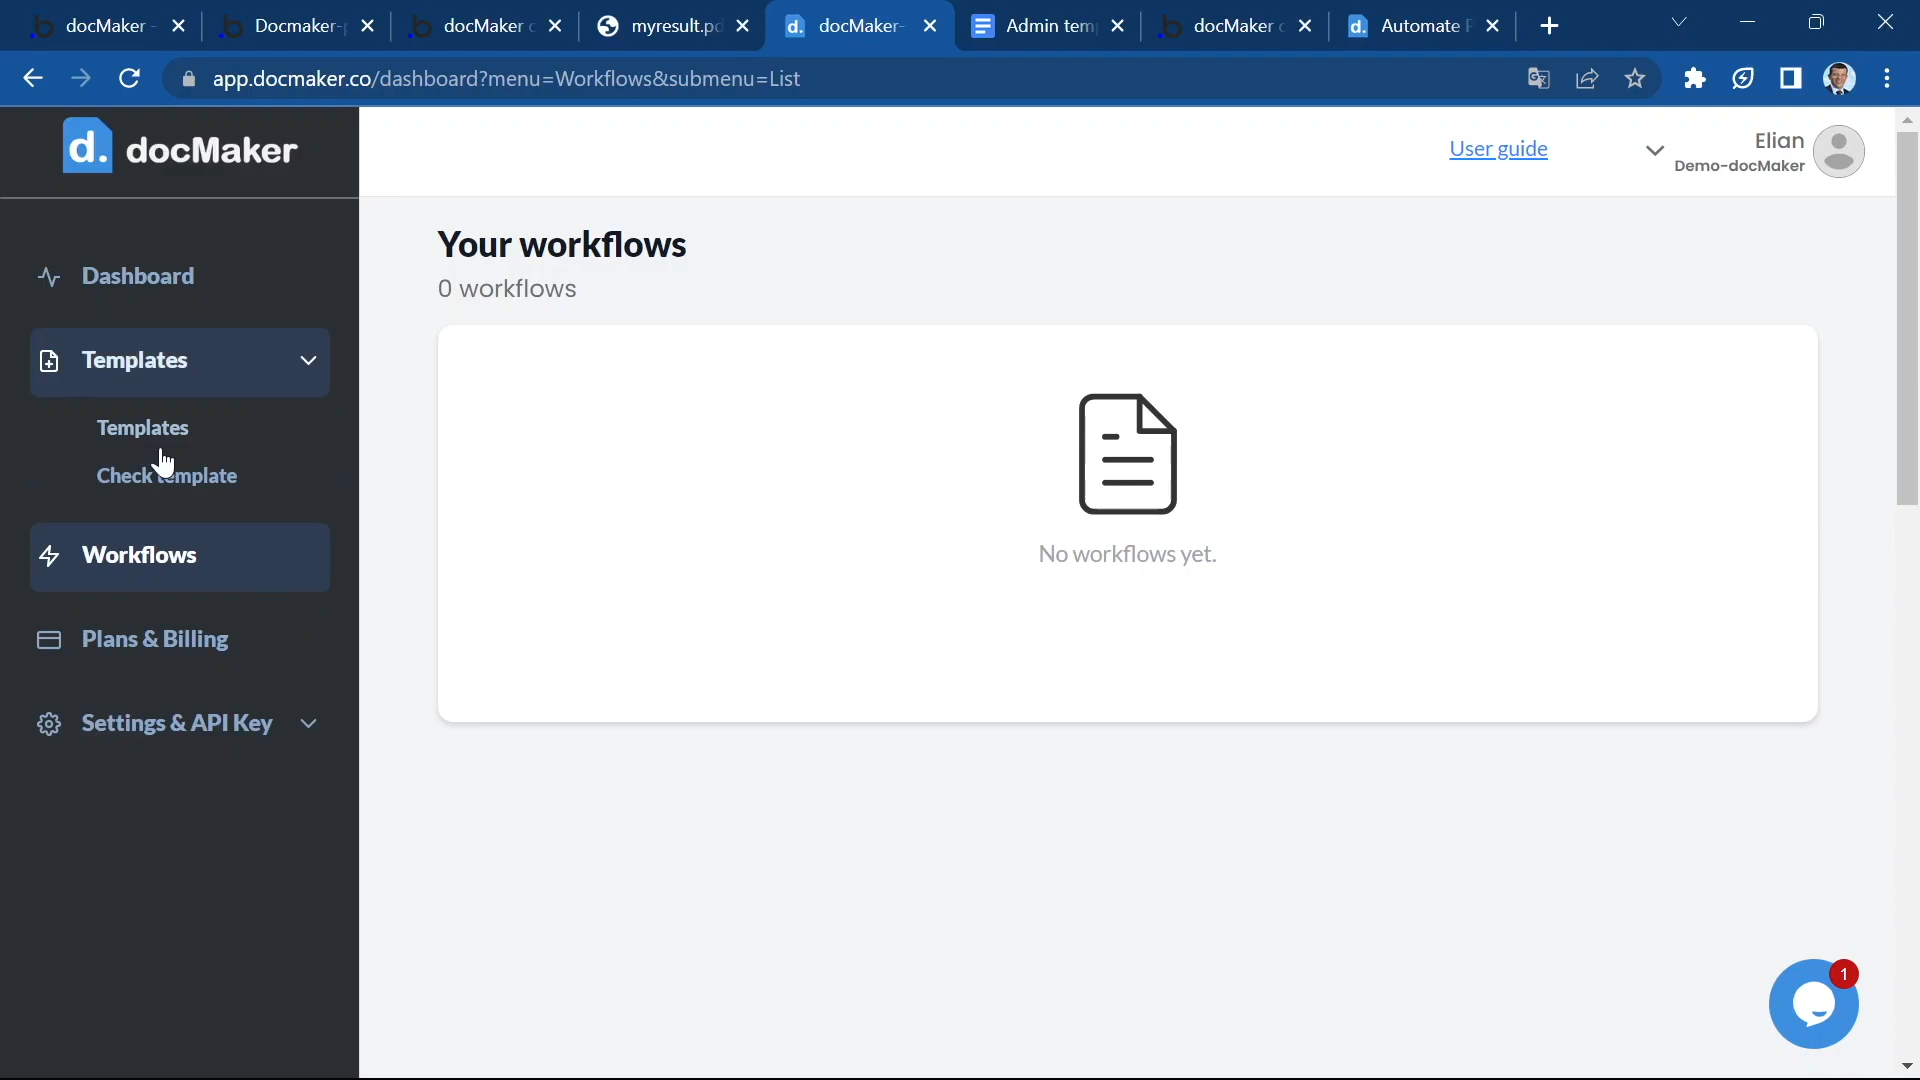 docMaker -
Docmaker-
docMaker c
myresult.pd
docMaker-
Admin tem
docMaker c
Automate
app.docmaker.co/dashboard?menu=Workflows&submenu=List
d. docMaker
User guide
Elian
Demo-docMaker
Dashboard
Templates
Templates
Check template
Workflows
Plans & Billing
Settings & API Key
Your workflows
0 workflows
No workflows yet.
1